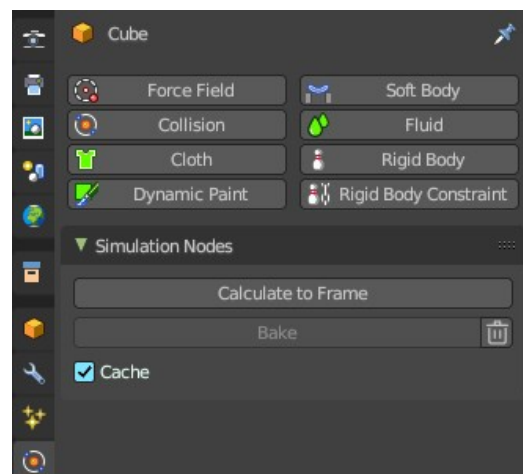 Cube
Force Field
Soft Body
Collision
Fluid
Cloth
Rigid Body
Dynamic Paint
Rigid Body Constraint
Simulation Nodes
Calculate to Frame
Bake
Cache